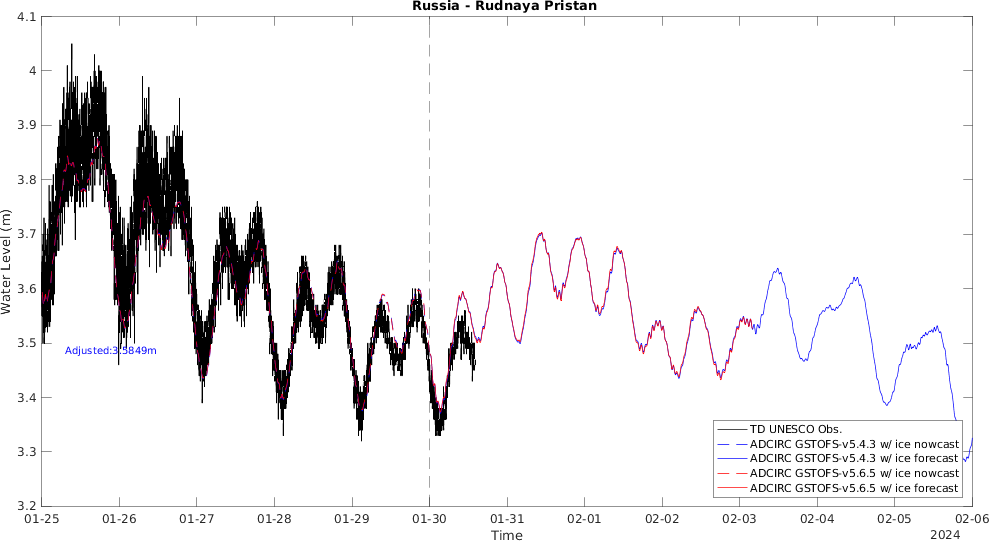 Russia - Rudnaya Pristan
4.1
4
3.9
3.8
3.7
3.6
3.5
3.4
3.3
3.2
Water Level (m)
Adjusted:3.5849m
TD UNESCO Obs.
ADCIRC GSTOFS-v5.4.3 w/ ice nowcast
ADCIRC GSTOFS-v5.4.3 w/ ice forecast
ADCIRC GSTOFS-v5.6.5 w/ ice nowcast
ADCIRC GSTOFS-v5.6.5 w/ ice forecast
01-25 01-26 01-27 01-28 01-29 01-30 01-31 02-01 02-02 02-03 02-04 02-05 02-06
Time
2024